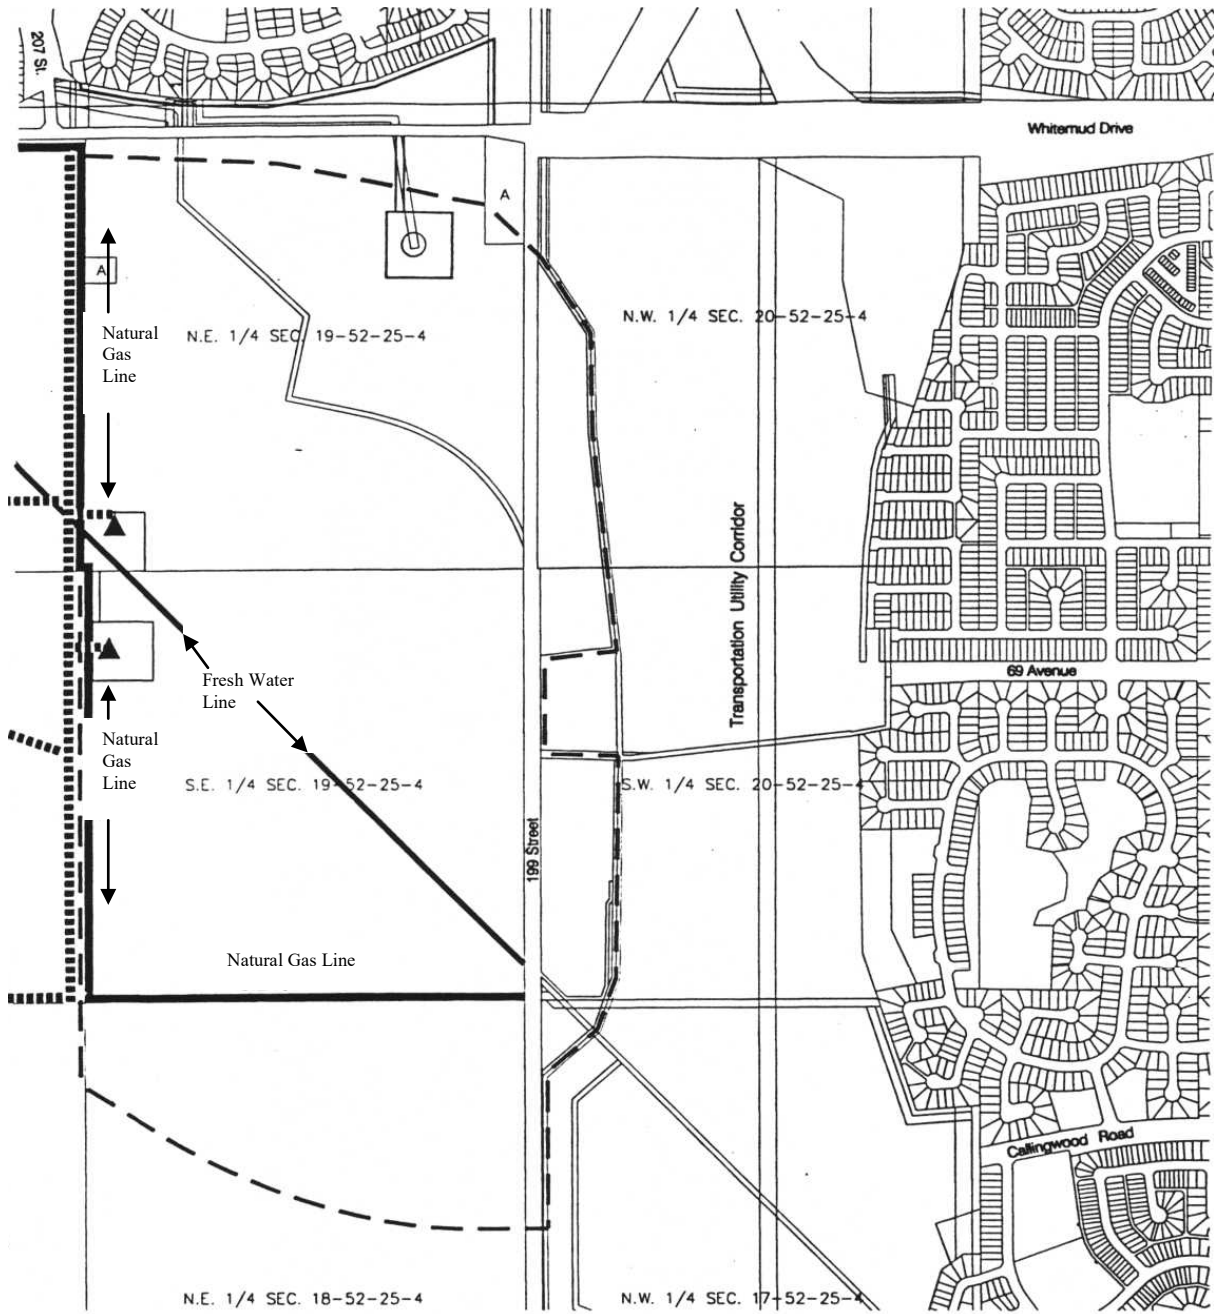 207 St.
Whitemud Drive
A
A
Natural
Gas
Line
N.E. 1/4 SEC. 19-52-25-4
N.W. 1/4 SEC. 20-52-25-4
Transportation Utility Corridor
69 Avenue
Fresh Water
Line
Natural
Gas
Line
S.E. 1/4 SEC. 19-52-25-4
S.W. 1/4 SEC. 20-52-25-4
199 Street
Natural Gas Line
Callingwood Road
N.E. 1/4 SEC. 18-52-25-4
N.W. 1/4 SEC. 17-52-25-4